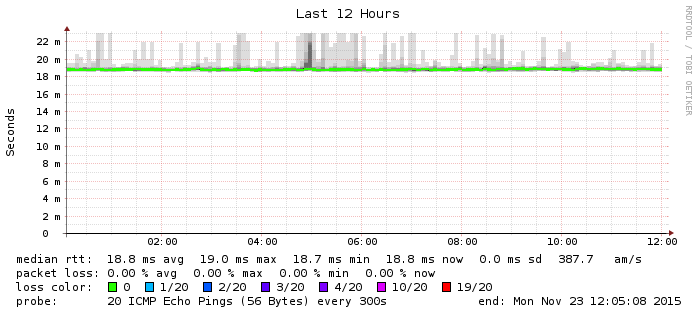 Last 12 Hours
RRDTOOL / TOBI OETIKER
Seconds
22 m
20 m
18 m
16 m
14 m
12 m
10 m
8 m
6 m
4 m
2 m
0
02:00 04:00 06:00 08:00 10:00 12:00
median rtt: 18.8 ms avg 19.0 ms max 18.7 ms min 18.8 ms now 0.0 ms sd 387.7 am/s
packet loss: 0.00 % avg 0.00 % max 0.00 % min 0.00 % now
loss color: 0 1/20 2/20 3/20 4/20 10/20 19/20
probe: 20 ICMP Echo Pings (56 Bytes) every 300s end: Mon Nov 23 12:05:08 2015